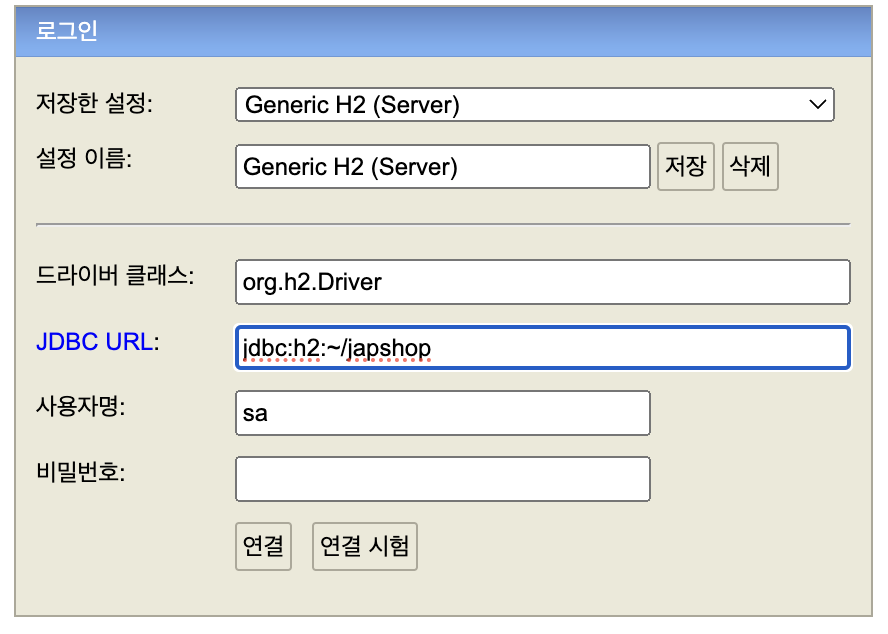 로그인
저장한 설정: Generic H2 (Server)
설정 이름: Generic H2 (Server) 저장 삭제
드라이버 클래스: org.h2.Driver
JDBC URL: jdbc:h2:~/japshop
사용자명: sa
비밀번호:
연결 연결 시험